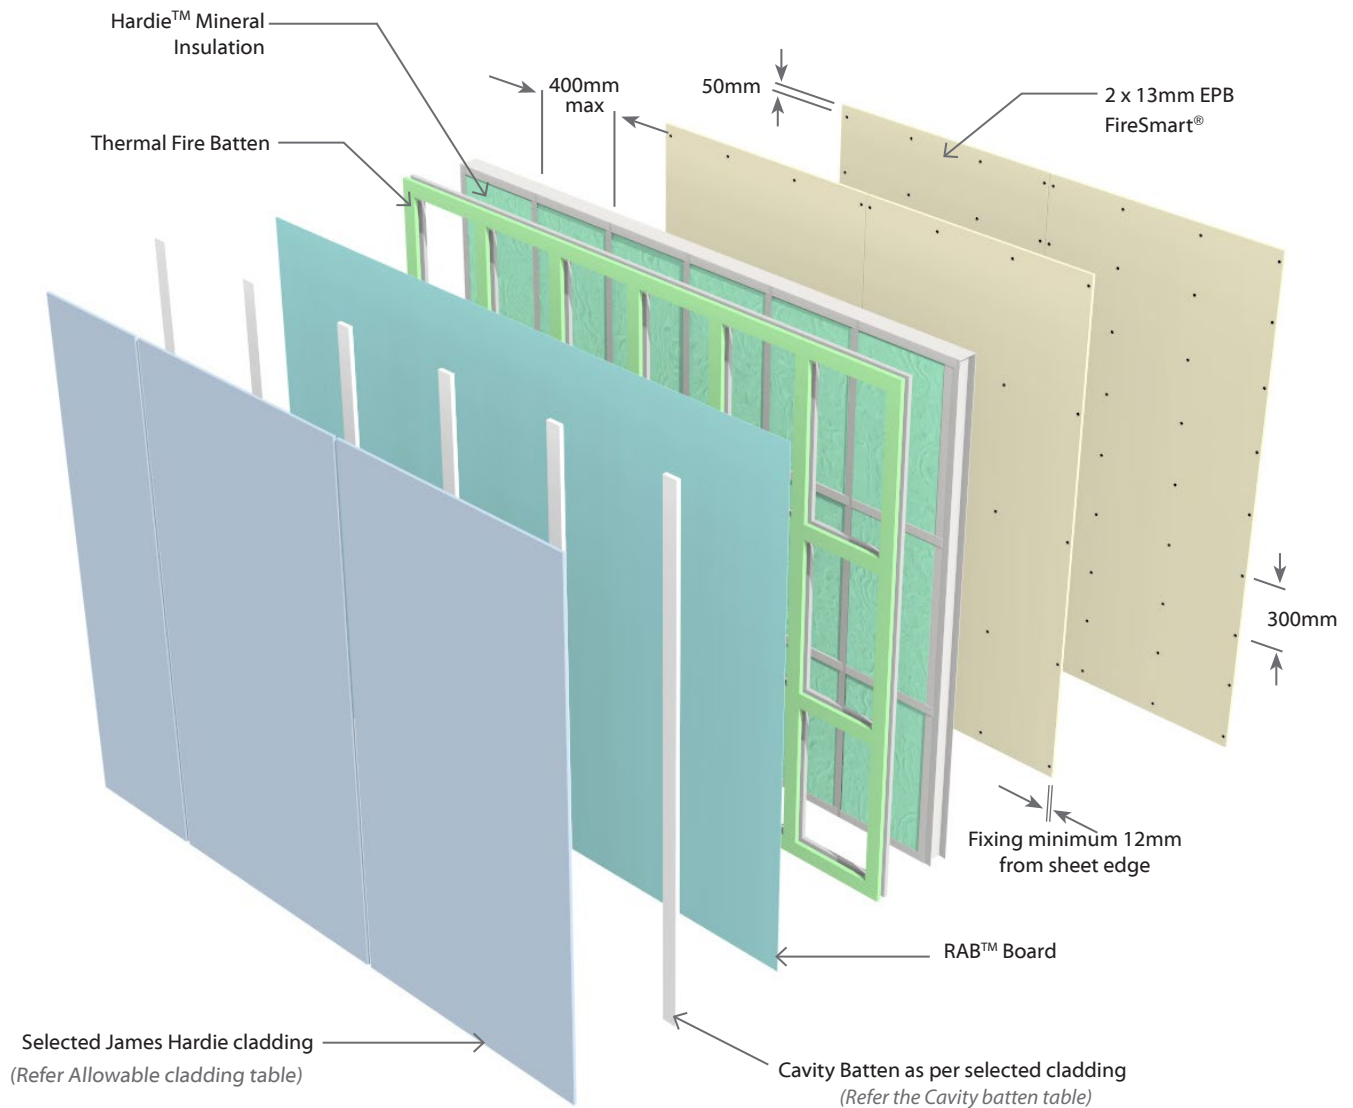 Hardie™ Mineral
Insulation
400mm
max
50mm
2 x 13mm EPB
FireSmart®
Thermal Fire Batten
300mm
Fixing minimum 12mm
from sheet edge
RAB™ Board
Selected James Hardie cladding
(Refer Allowable cladding table)
Cavity Batten as per selected cladding
(Refer the Cavity batten table)